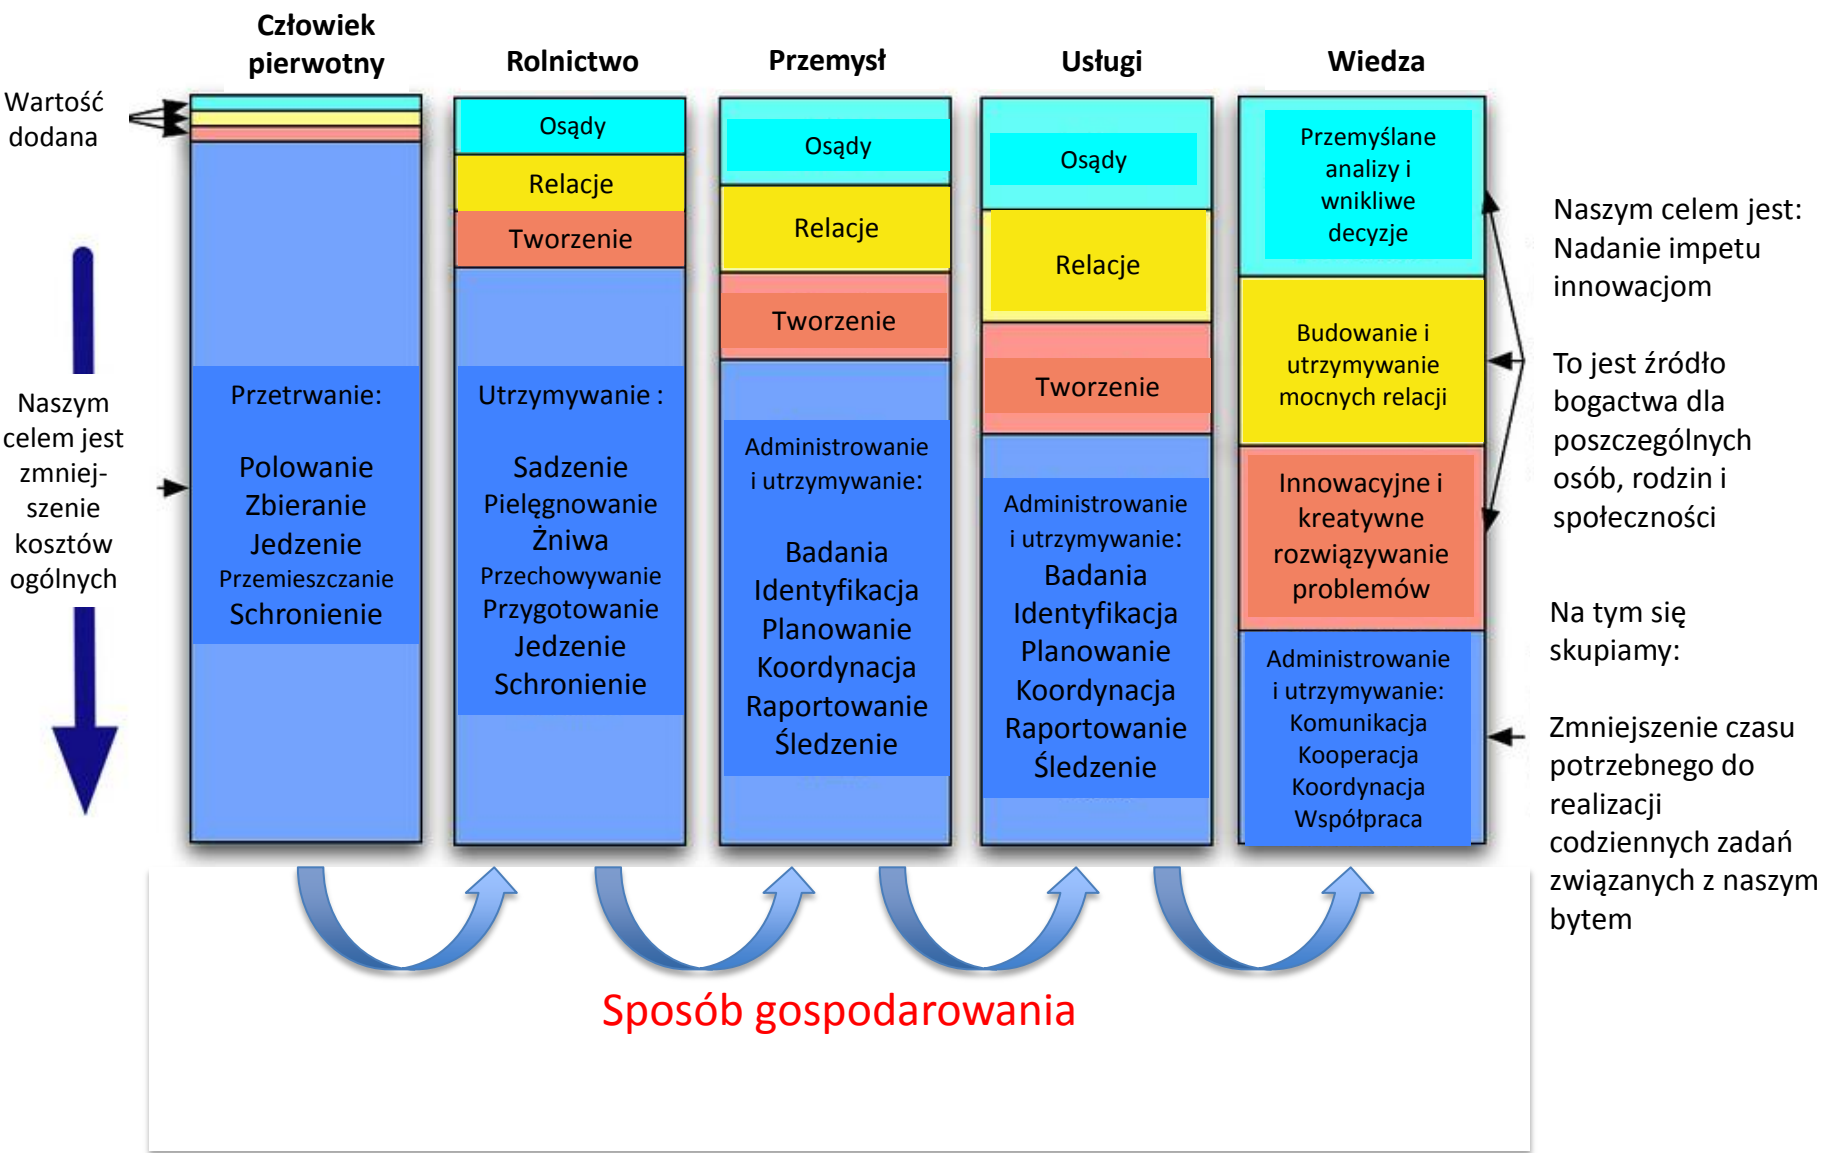 Człowiek
pierwotny
Rolnictwo
Przemysł
Usługi
Wiedza
Wartość
dodana
Naszym
celem jest
zmniej-
szenie
kosztów
ogólnych
Przetrwanie:
Polowanie
Zbieranie
Jedzenie
Przemieszczanie
Schronienie
Osądy
Relacje
Tworzenie
Utrzymywanie :
Sadzenie
Pielęgnowanie
Żniwa
Przechowywanie
Przygotowanie
Jedzenie
Schronienie
Osądy
Relacje
Tworzenie
Administrowanie
i utrzymywanie:
Badania
Identyfikacja
Planowanie
Koordynacja
Raportowanie
Śledzenie
Osądy
Relacje
Tworzenie
Administrowanie
i utrzymywanie:
Badania
Identyfikacja
Planowanie
Koordynacja
Raportowanie
Śledzenie
Przemyślane
analizy i
wnikliwe
decyzje
Budowanie i
utrzymywanie
mocnych relacji
Innowacyjne i
kreatywne
rozwiązywanie
problemów
Administrowanie
i utrzymywanie:
Komunikacja
Kooperacja
Koordynacja
Współpraca
Naszym celem jest:
Nadanie impetu
innowacjom
To jest źródło
bogactwa dla
poszczególnych
osób, rodzin i
społeczności
Na tym się
skupiamy:
Zmniejszenie czasu
potrzebnego do
realizacji
codziennych zadań
związanych z naszym
bytem
Sposób gospodarowania